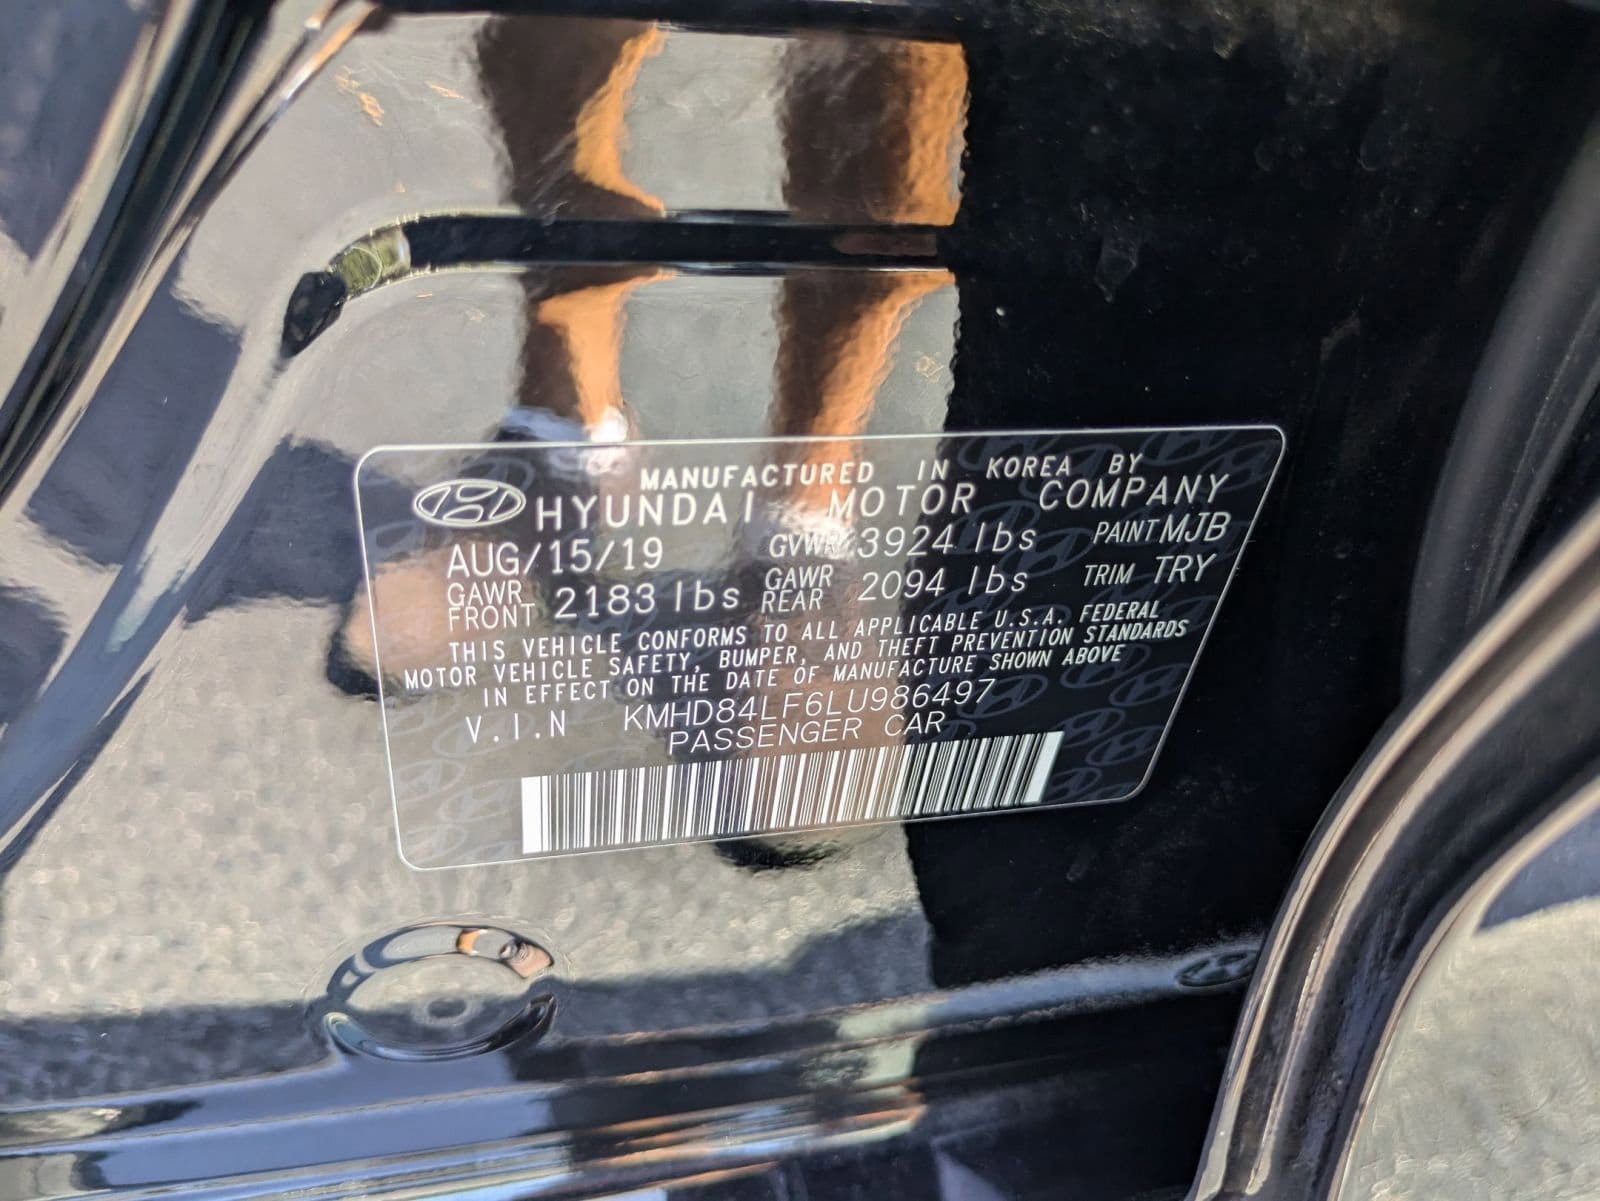 MANUFACTURED IN KOREA BY
HYUNDAI MOTOR COMPANY
AUG/15/19 GVWR 3924 lbs PAINT MJB
GAWR FRONT 2183 lbs GAWR REAR 2094 lbs TRIM TRY
THIS VEHICLE CONFORMS TO ALL APPLICABLE U.S.A. FEDERAL
MOTOR VEHICLE SAFETY, BUMPER, AND THEFT PREVENTION STANDARDS
IN EFFECT ON THE DATE OF MANUFACTURE SHOWN ABOVE
V.I.N KMHD84LF6LU986497
PASSENGER CAR